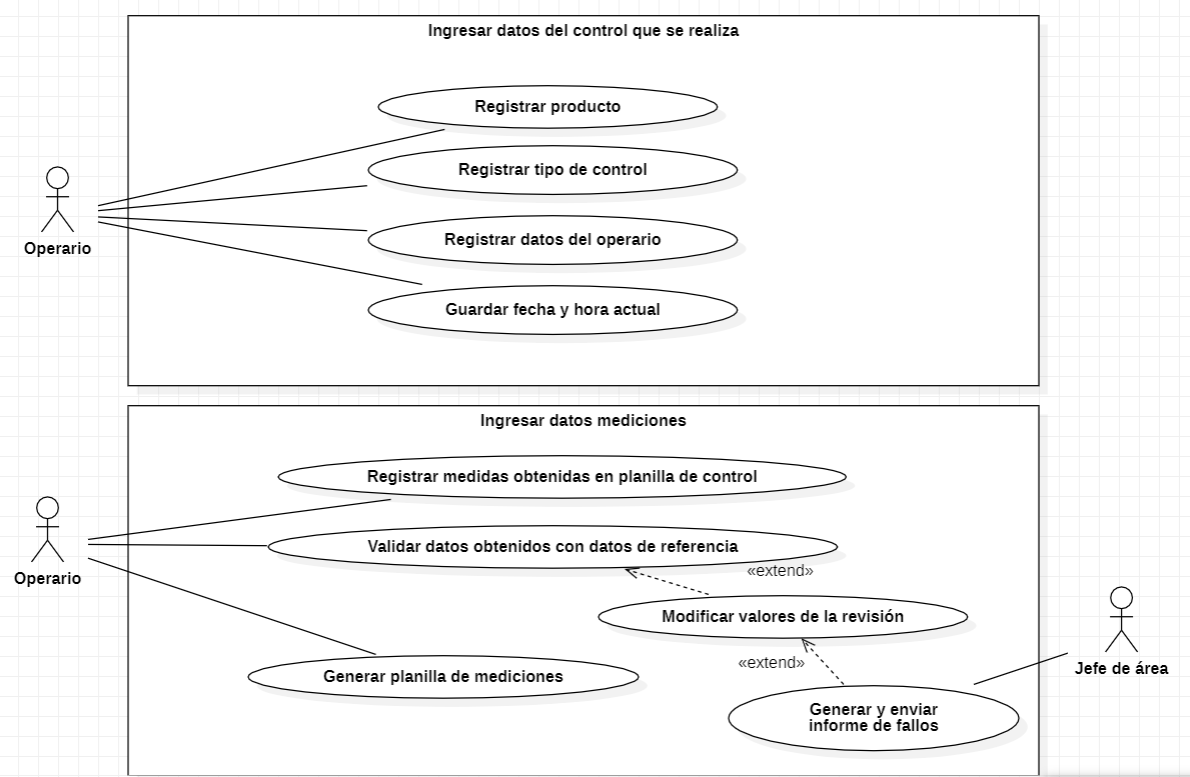 Ingresar datos del control que se realiza
Registrar producto
Registrar tipo de control
Registrar datos del operario
Guardar fecha y hora actual
Operario
Ingresar datos mediciones
Registrar medidas obtenidas en planilla de control
Validar datos obtenidos con datos de referencia
«extend»
Modificar valores de la revisión
«extend»
Generar planilla de mediciones
Generar y enviar
informe de fallos
Operario
Jefe de área